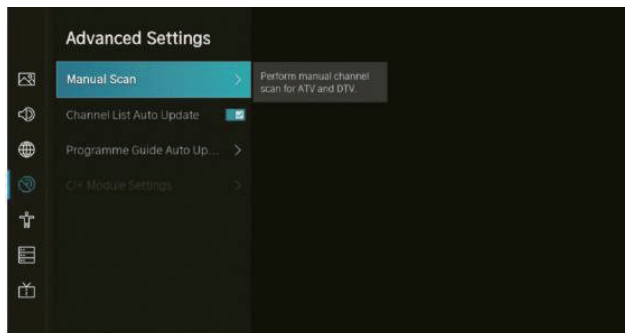 Advanced Settings
Manual Scan
Perform manual channel
scan for ATV and DTV.
Channel List Auto Update
Programme Guide Auto Up...
CI+ Module Settings